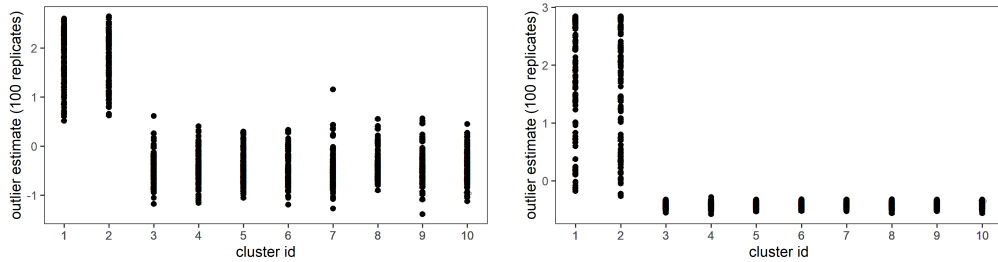 outlier estimate (100 replicates)
2
1
0
-1
1 2 3 4 5 6 7 8 9 10
cluster id
outlier estimate (100 replicates)
3
2
1
0
1 2 3 4 5 6 7 8 9 10
cluster id